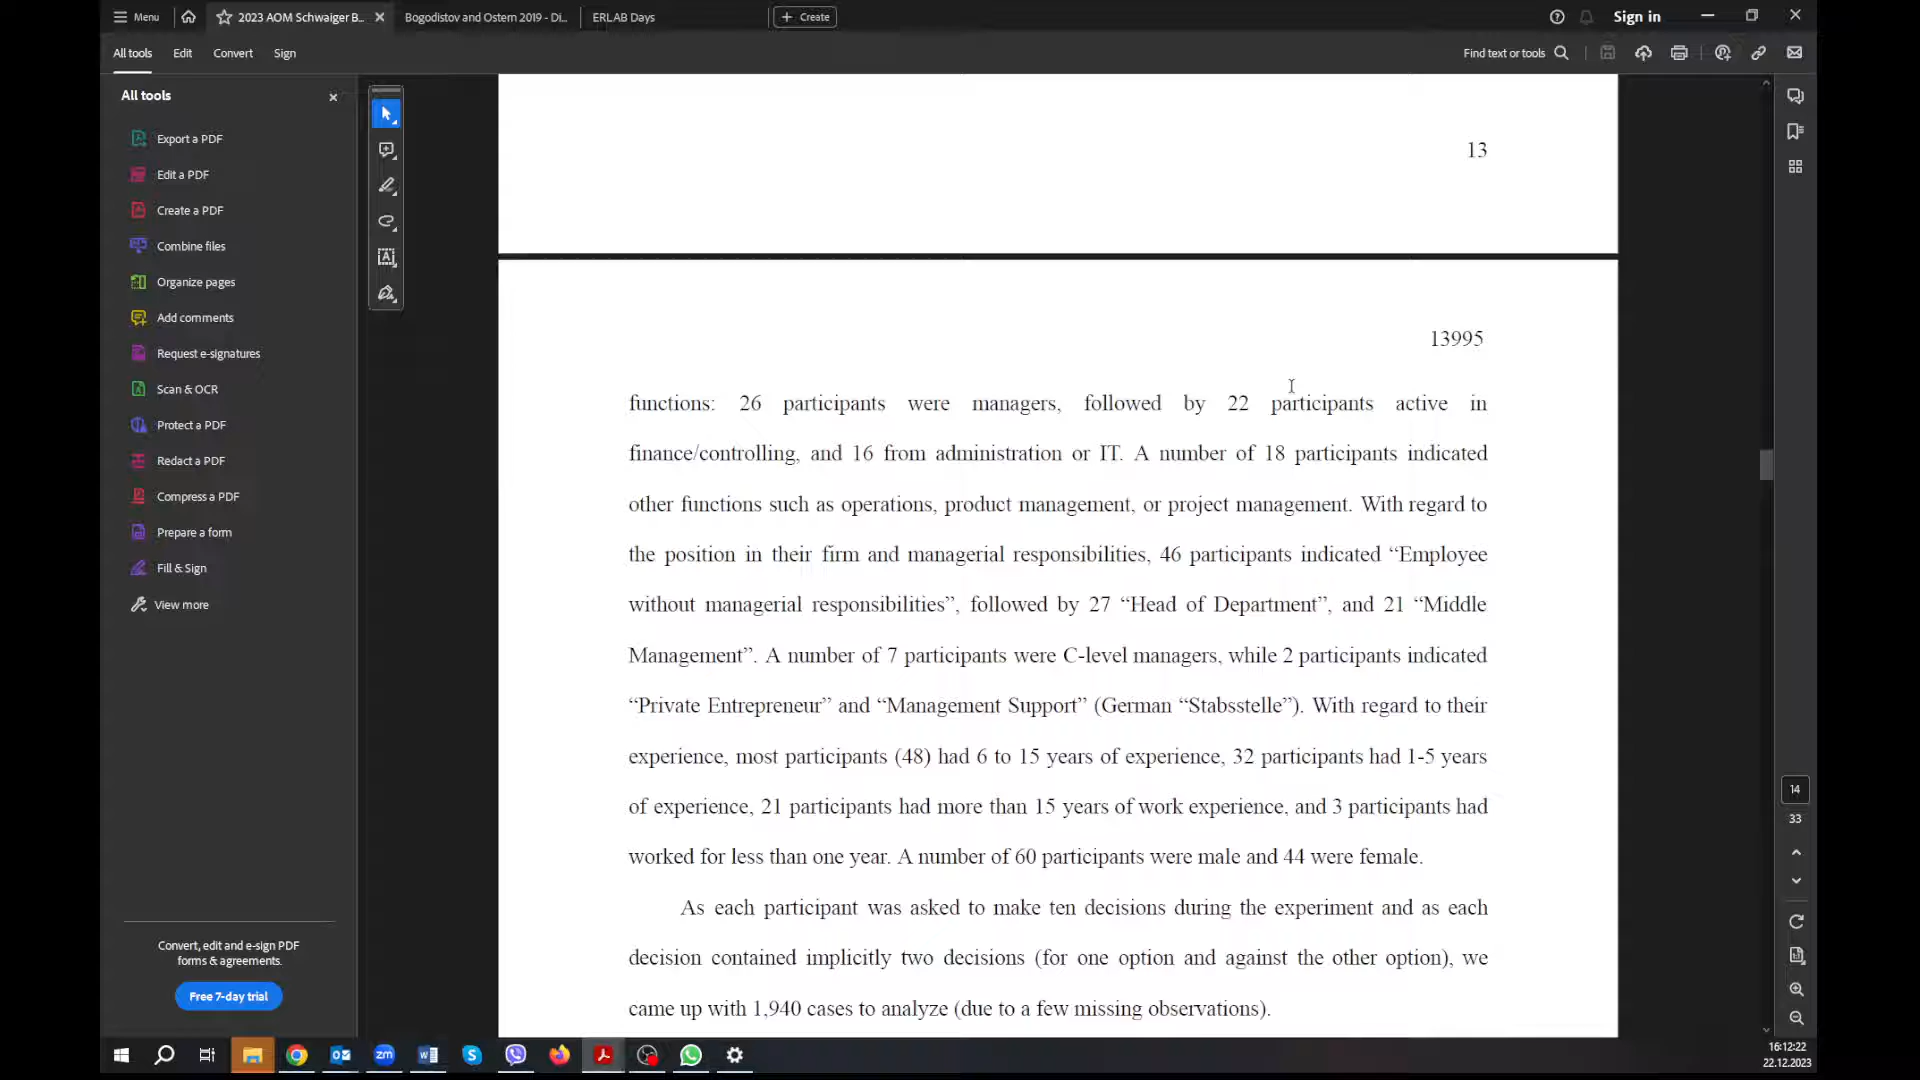 Menu
2023 AOM Schwaiger B...
Bogodistov and Ostern 2019 - Di...
ERLAB Days
Create
Sign in
All tools
Edit
Convert
Sign
Find text or tools
All tools
Export a PDF
Edit a PDF
Create a PDF
Combine files
Organize pages
Add comments
Request e-signatures
Scan & OCR
Protect a PDF
Redact a PDF
Compress a PDF
Prepare a form
Fill & Sign
View more
Convert, edit and e-sign PDF
forms & agreements.
Free 7-day trial
13
13995
functions: 26 participants were managers, followed by 22 participants active in
finance/controlling, and 16 from administration or IT. A number of 18 participants indicated
other functions such as operations, product management, or project management. With regard to
the position in their firm and managerial responsibilities, 46 participants indicated “Employee
without managerial responsibilities”, followed by 27 “Head of Department”, and 21 “Middle
Management”. A number of 7 participants were C-level managers, while 2 participants indicated
“Private Entrepreneur” and “Management Support” (German “Stabsstelle”). With regard to their
experience, most participants (48) had 6 to 15 years of experience, 32 participants had 1-5 years
of experience, 21 participants had more than 15 years of work experience, and 3 participants had
worked for less than one year. A number of 60 participants were male and 44 were female.
As each participant was asked to make ten decisions during the experiment and as each
decision contained implicitly two decisions (for one option and against the other option), we
came up with 1,940 cases to analyze (due to a few missing observations).
14
33
zm
16:12:22
22.12.2023